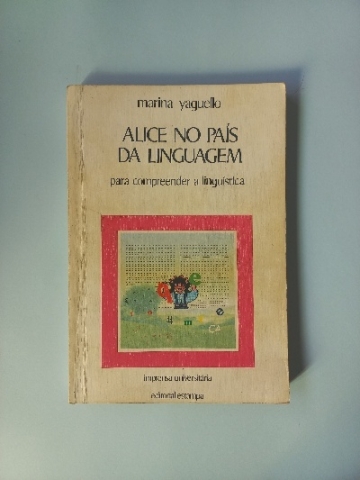 marina yaguello
ALICE NO PAÍS
DA LINGUAGEM
para compreender a linguística
e
imprensa universitária
editorial estampa